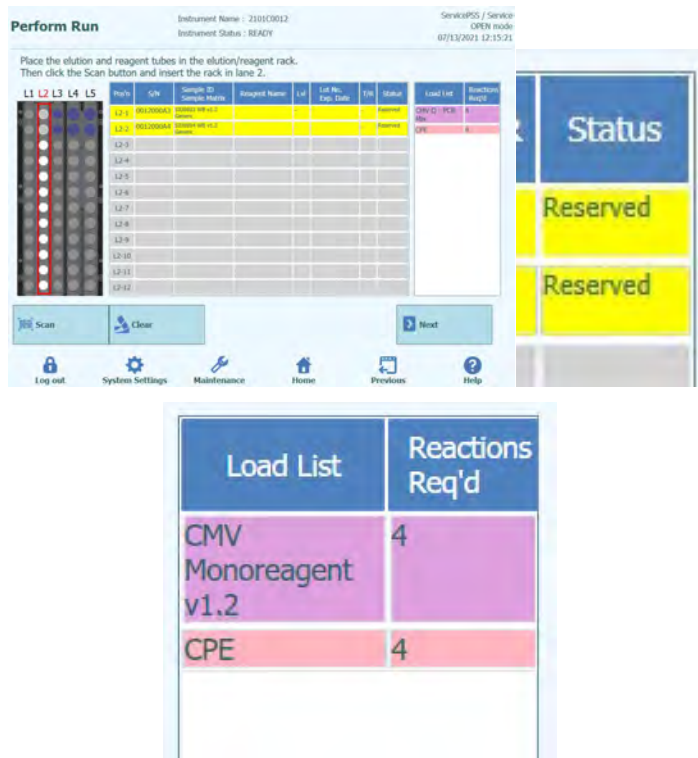 Perform Run
Instrument Name : 2101C0012
Instrument Status : READY
ServicePSS / Service
OPEN mode
07/13/2021 12:15:21
Place the elution and reagent tubes in the elution/reagent rack.
Then click the Scan button and insert the rack in lane 2.
L1 L2 L3 L4 L5
Pos'n S/N Sample ID Reagent Name Lvl Lot No. T/R Status
Sample Matrix Exp. Date
L2-1 Reserved
L2-2 Reserved
L2-3
L2-4
L2-5
L2-6
L2-7
L2-8
L2-9
L2-10
L2-11
L2-12
Load List Reactions
Req'd
CPE 4
Scan Clear Next
Log out System Settings Maintenance Home Previous Help
Status
Reserved
Reserved
Load List Reactions
Req'd
CMV 4
Monoreagent
v1.2
CPE 4